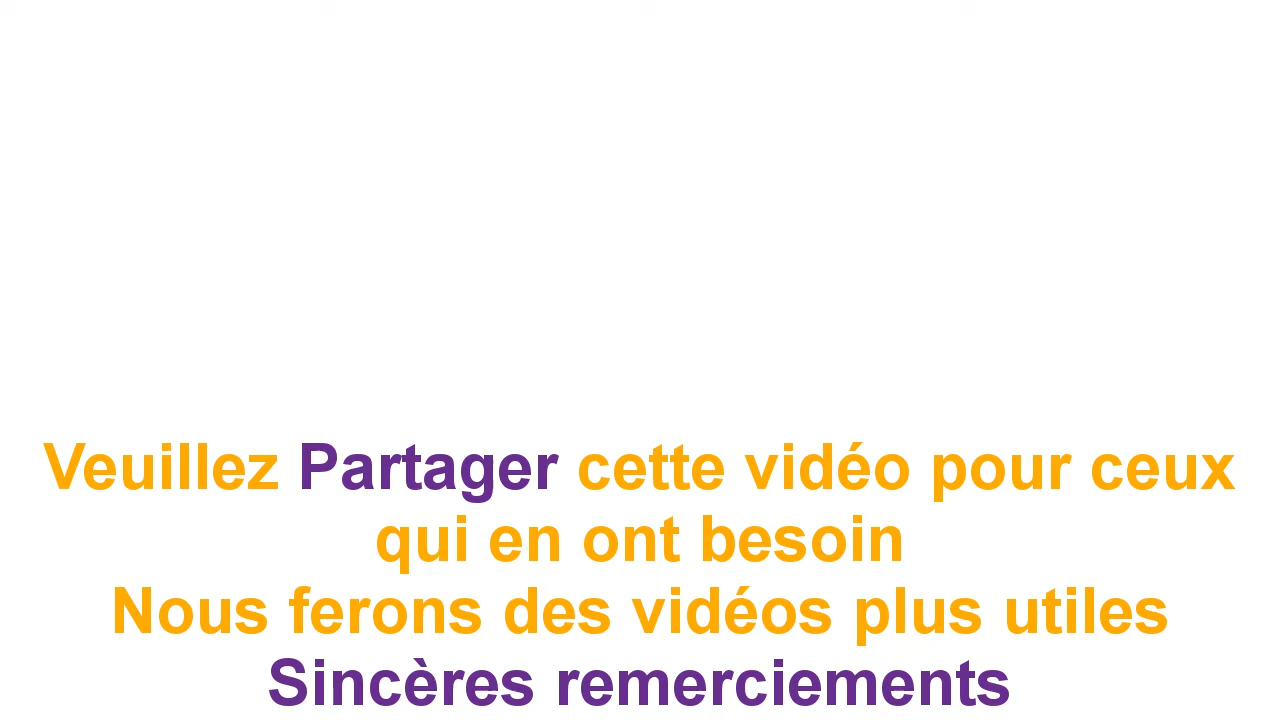 Veuillez Partager cette vidéo pour ceux
qui en ont besoin
Nous ferons des vidéos plus utiles
Sincères remerciements